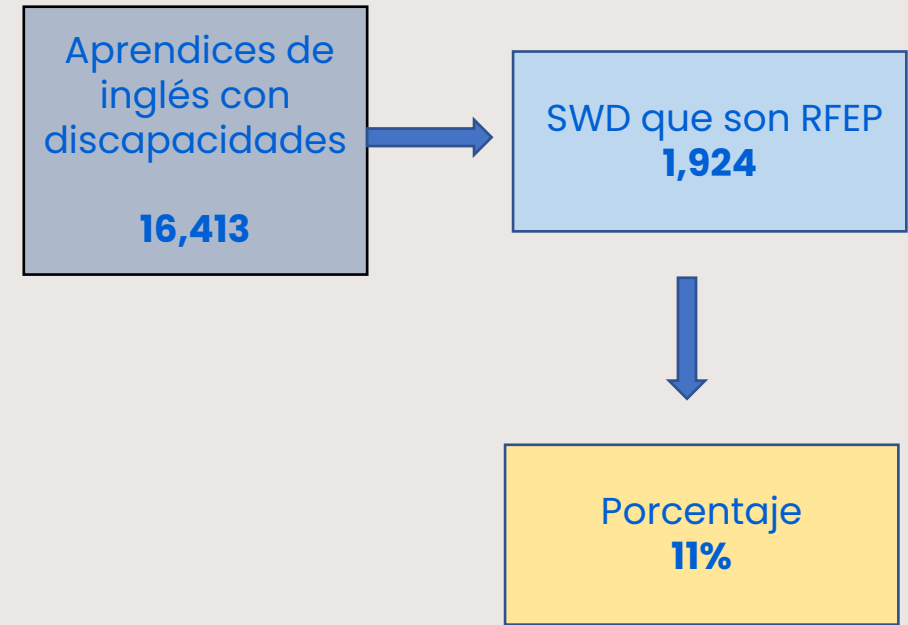 Aprendices de
inglés con
discapacidades
16,413
SWD que son RFEP
1,924
Porcentaje
11%